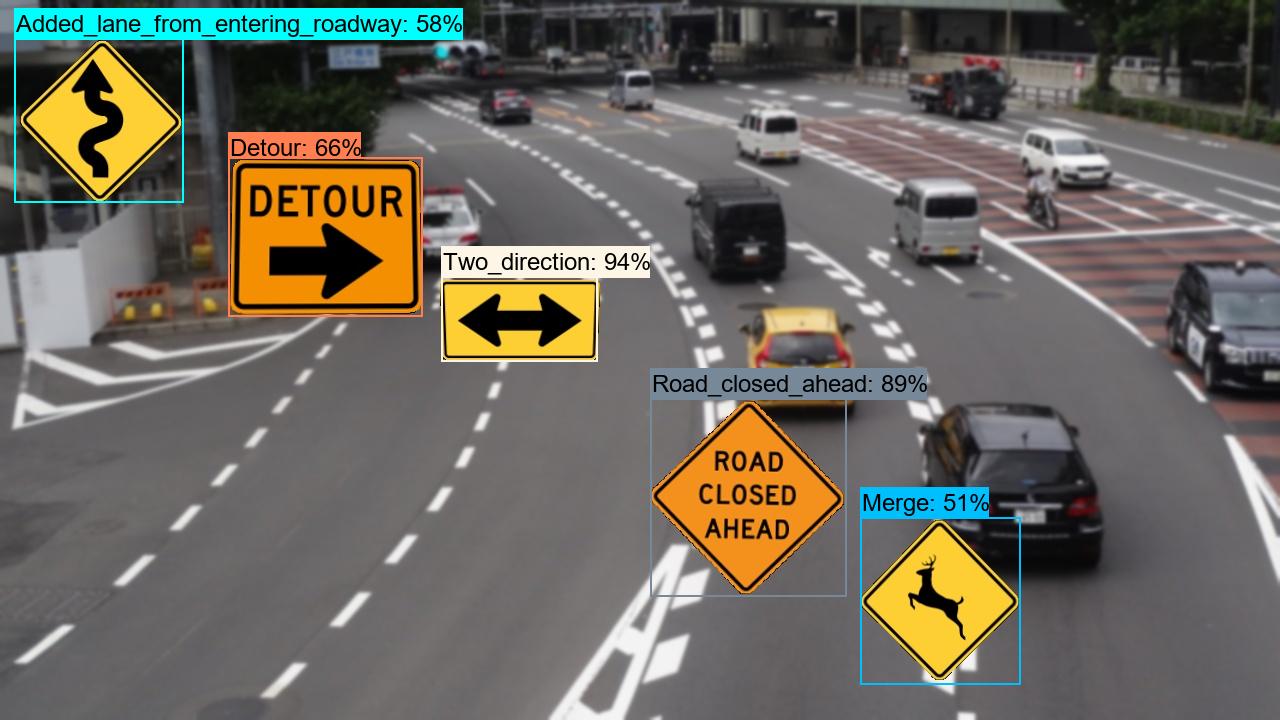 Added_lane_from_entering_roadway: 58%
Detour: 66%
DETOUR
Two_direction: 94%
Road_closed_ahead: 89%
ROAD
CLOSED
AHEAD
Merge: 51%